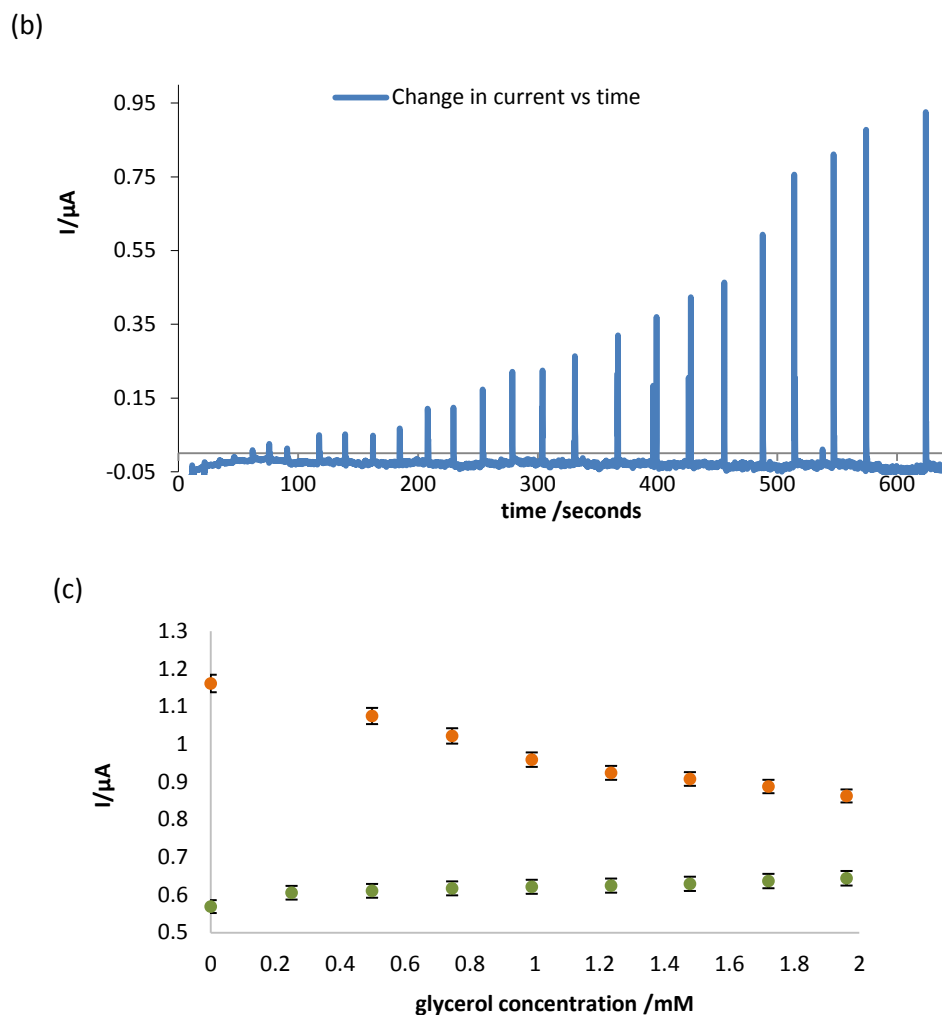 (b)
Change in current vs time
0.95
0.75
0.55
0.35
0.15
-0.05
I/µA
0 100 200 300 400 500 600
time /seconds
(c)
1.3
1.2
1.1
1
0.9
0.8
0.7
0.6
0.5
I/µA
0 0.2 0.4 0.6 0.8 1 1.2 1.4 1.6 1.8 2
glycerol concentration /mM